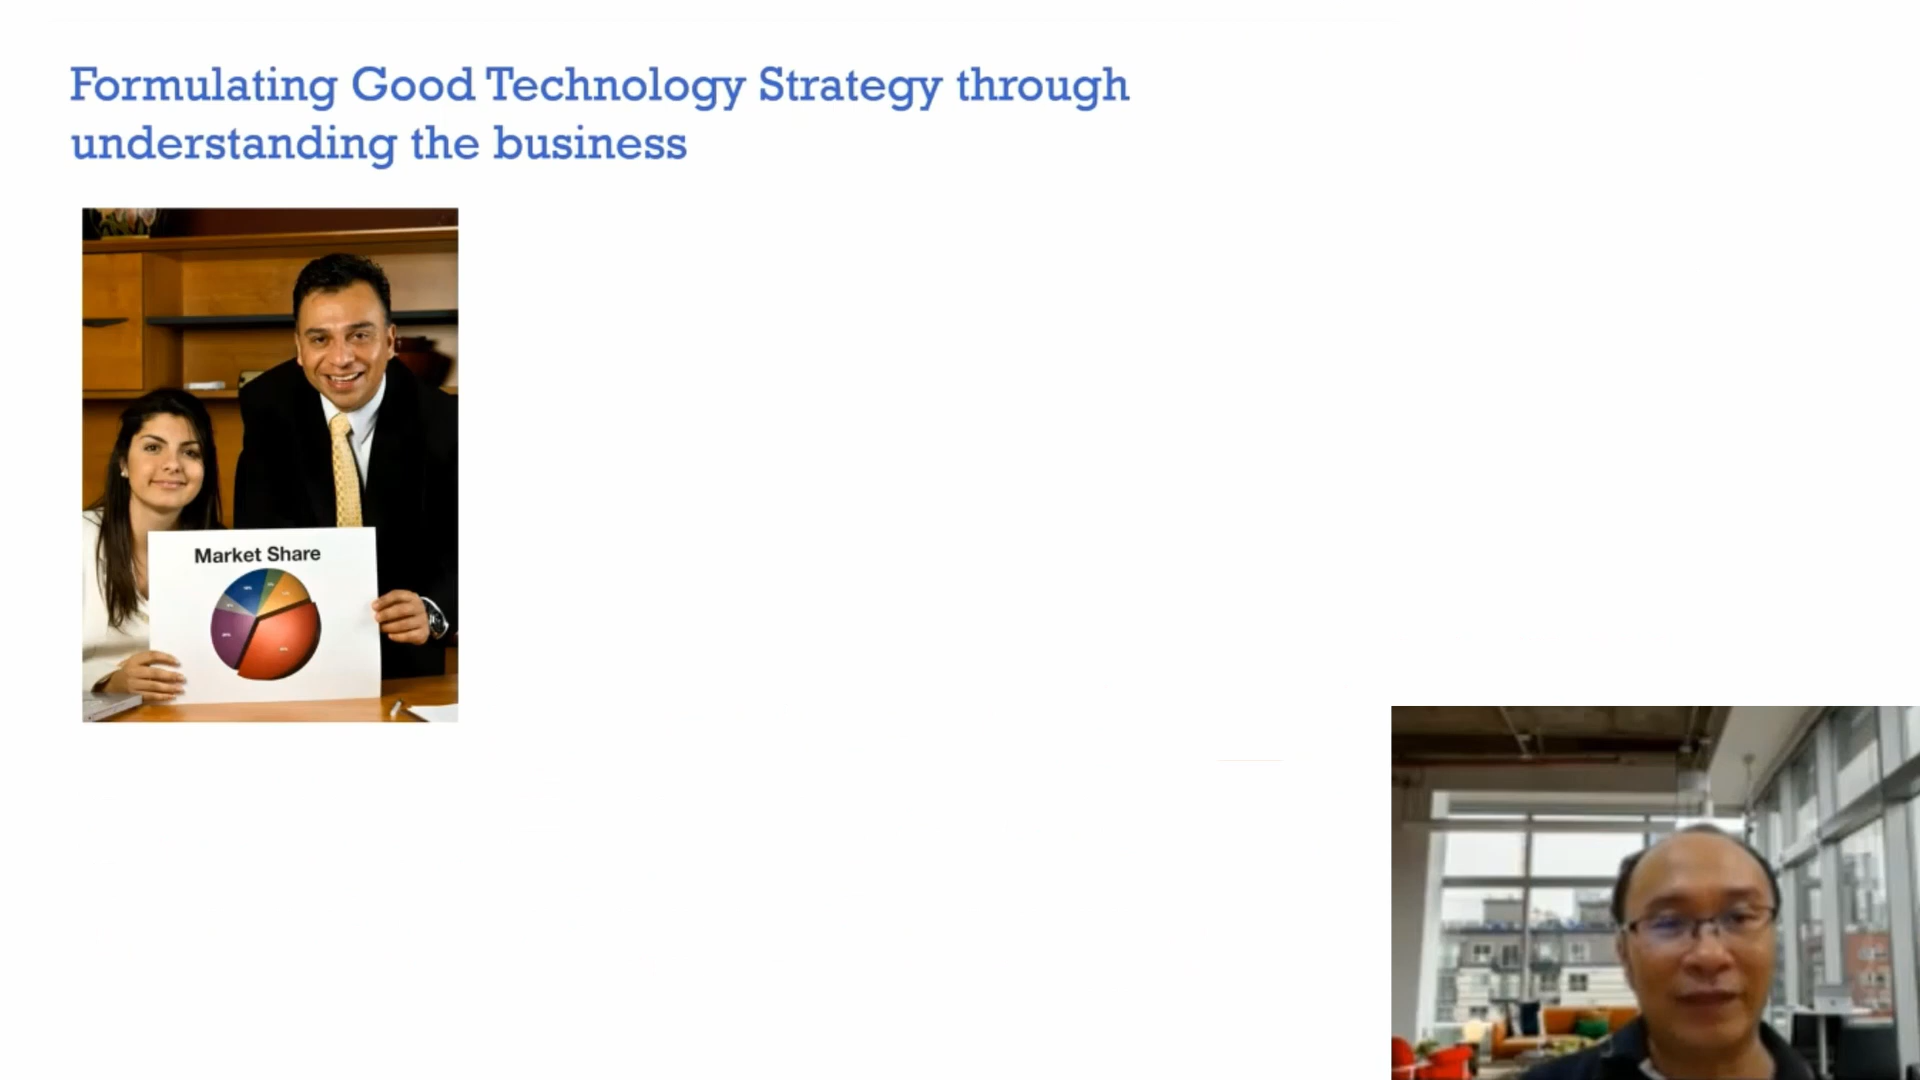 Formulating Good Technology Strategy through
understanding the business
Market Share